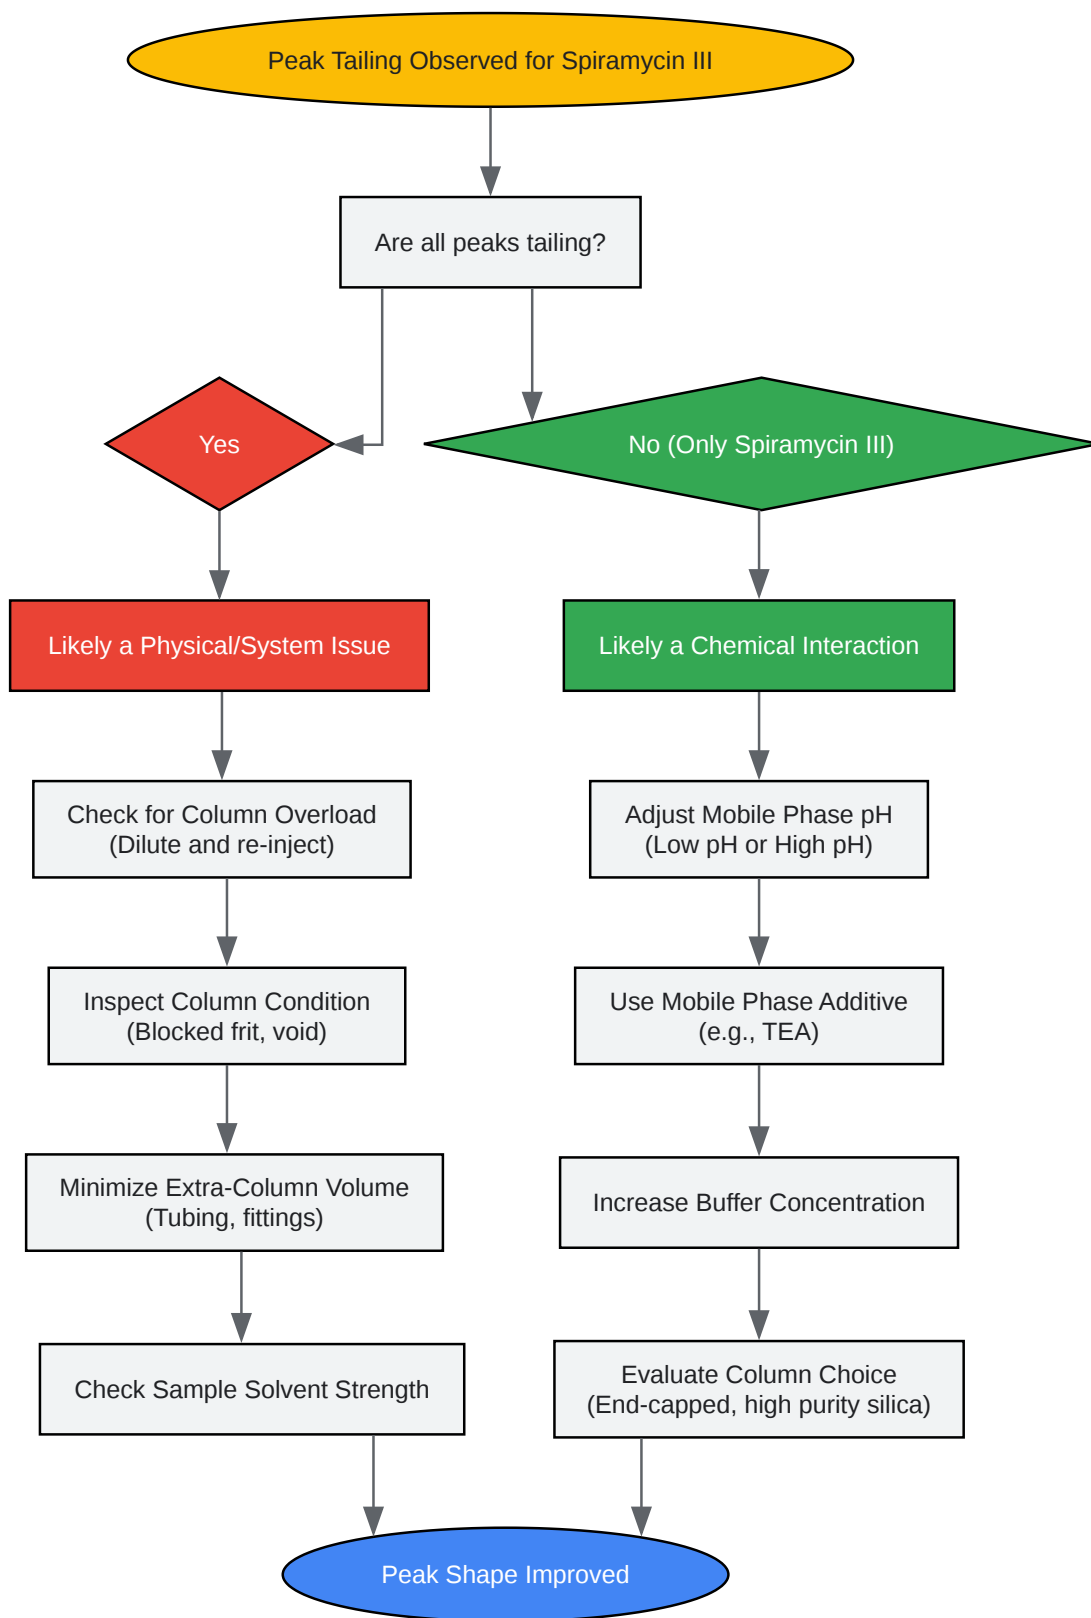 Peak Tailing Observed for Spiramycin III
Are all peaks tailing?
Yes
No (Only Spiramycin III)
Likely a Physical/System Issue
Likely a Chemical Interaction
Check for Column Overload
(Dilute and re-inject)
Adjust Mobile Phase pH
(Low pH or High pH)
Inspect Column Condition
(Blocked frit, void)
Use Mobile Phase Additive
(e.g., TEA)
Minimize Extra-Column Volume
(Tubing, fittings)
Increase Buffer Concentration
Check Sample Solvent Strength
Evaluate Column Choice
(End-capped, high purity silica)
Peak Shape Improved